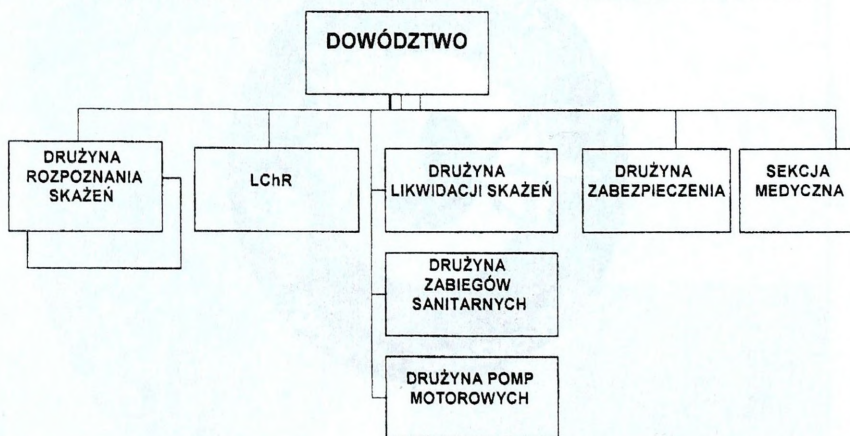 DOWÓDZTWO
DRUŻYNA
ROZPOZNANIA
SKAŻEŃ
LChR
DRUŻYNA
LIKWIDACJI SKAŻEŃ
DRUŻYNA
ZABEZPIECZENIA
SEKCJA
MEDYCZNA
DRUŻYNA
ZABIEGÓW
SANITARNYCH
DRUŻYNA POMP
MOTOROWYCH